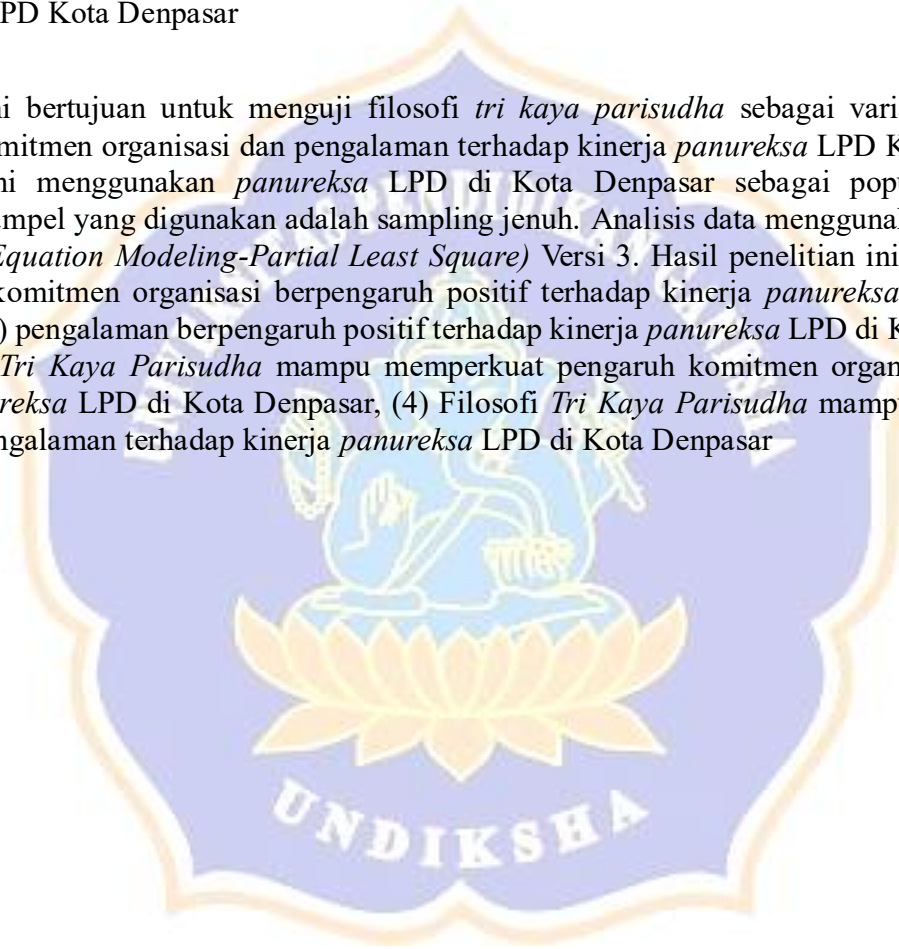 PD Kota Denpasar
ni bertujuan untuk menguji filosofi tri kaya parisudha sebagai vari
mitmen organisasi dan pengalaman terhadap kinerja panureksa LPD K
ni menggunakan panureksa LPD di Kota Denpasar sebagai popu
umpel yang digunakan adalah sampling jenuh. Analisis data menggunak
Equation Modeling-Partial Least Square) Versi 3. Hasil penelitian ini
komitmen organisasi berpengaruh positif terhadap kinerja panureksa
) pengalaman berpengaruh positif terhadap kinerja panureksa LPD di K
Tri Kaya Parisudha mampu memperkuat pengaruh komitmen organ
reksa LPD di Kota Denpasar, (4) Filosofi Tri Kaya Parisudha mamp
ngalaman terhadap kinerja panureksa LPD di Kota Denpasar
UNDIKSHA